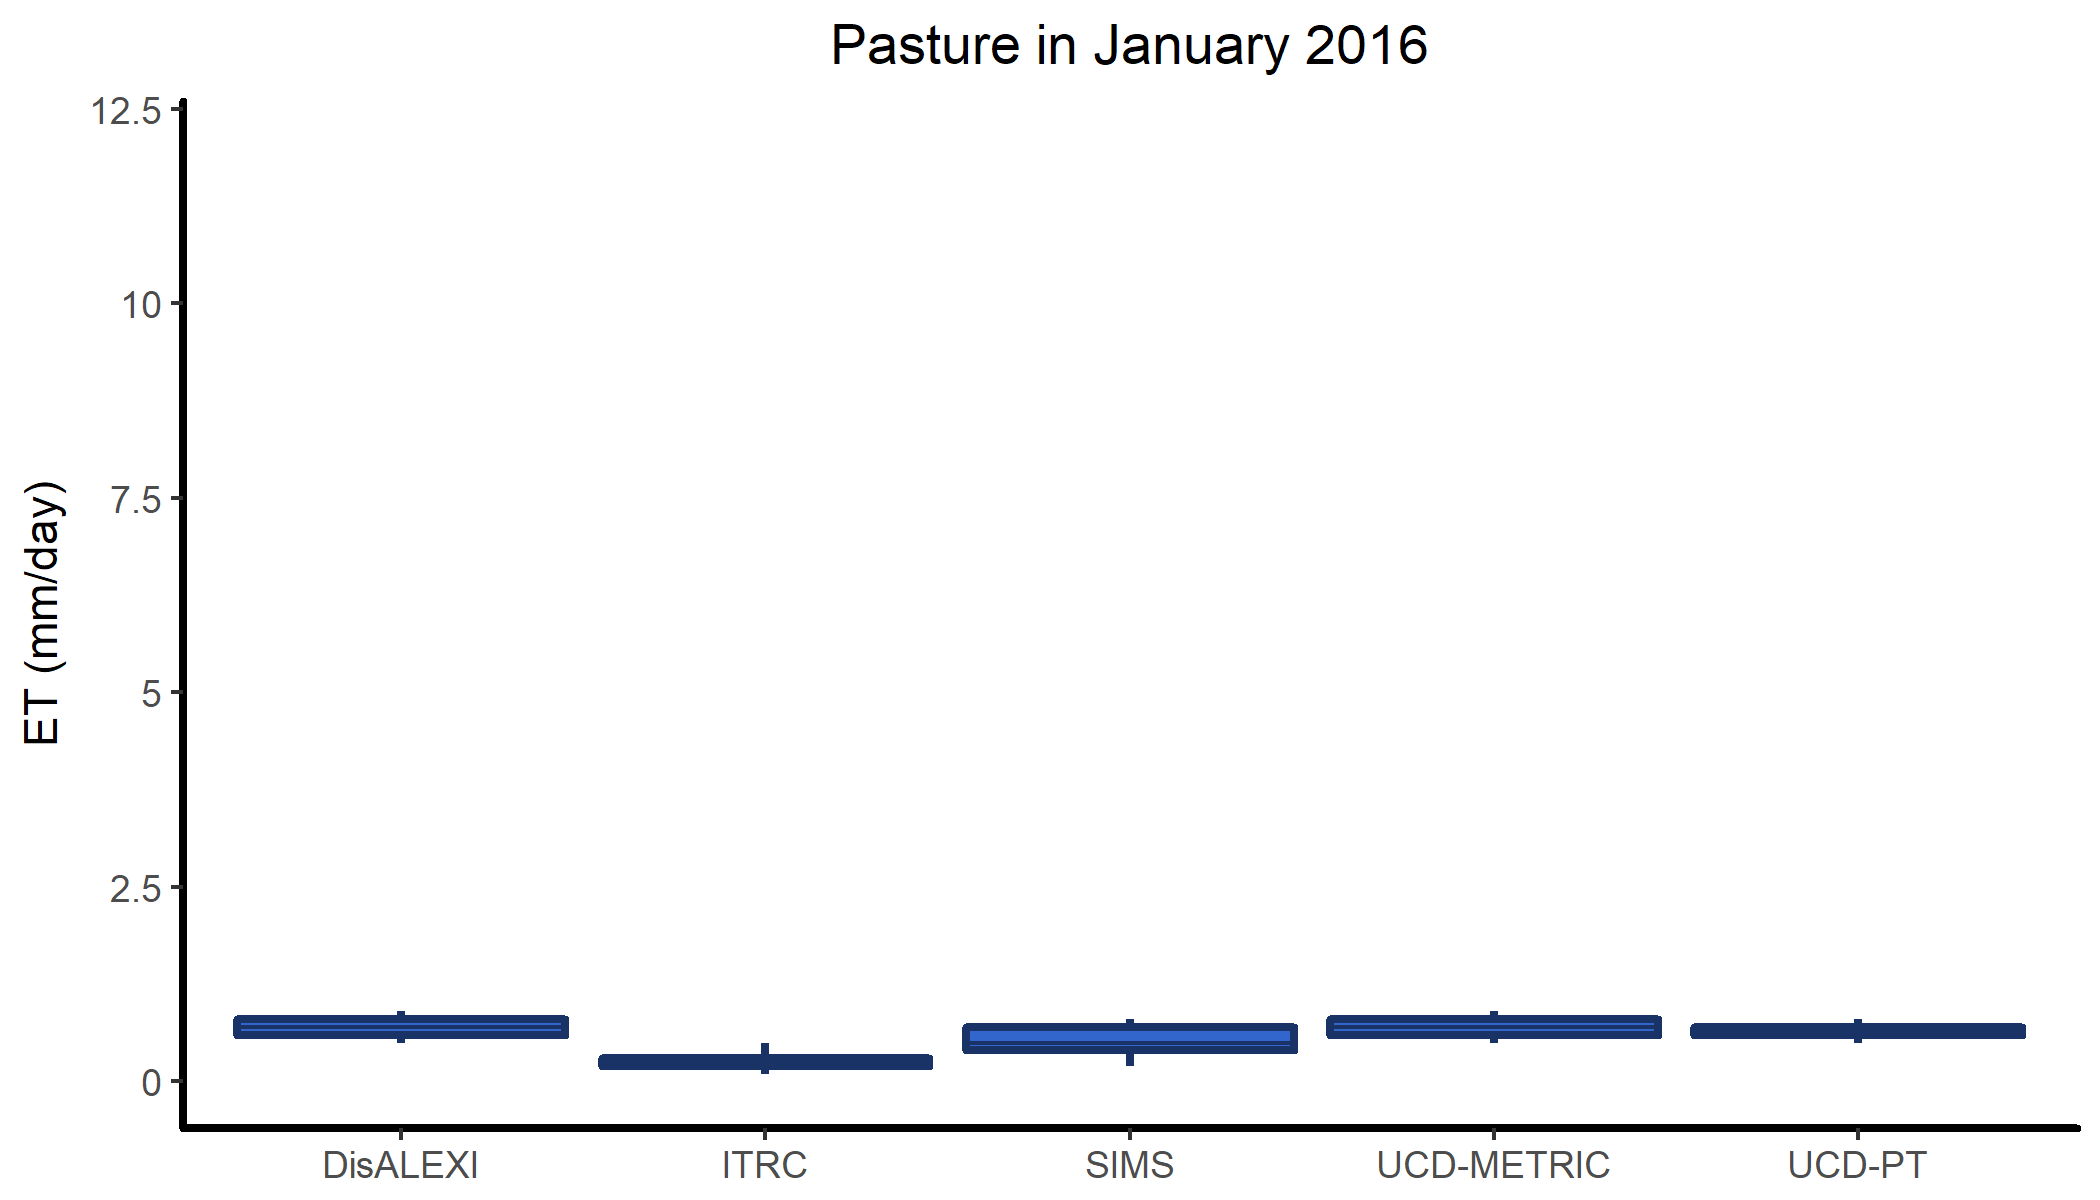 Pasture in January 2016
12.5
10
7.5
5
2.5
0
ET (mm/day)
DisALEXI ITRC SIMS UCD-METRIC UCD-PT